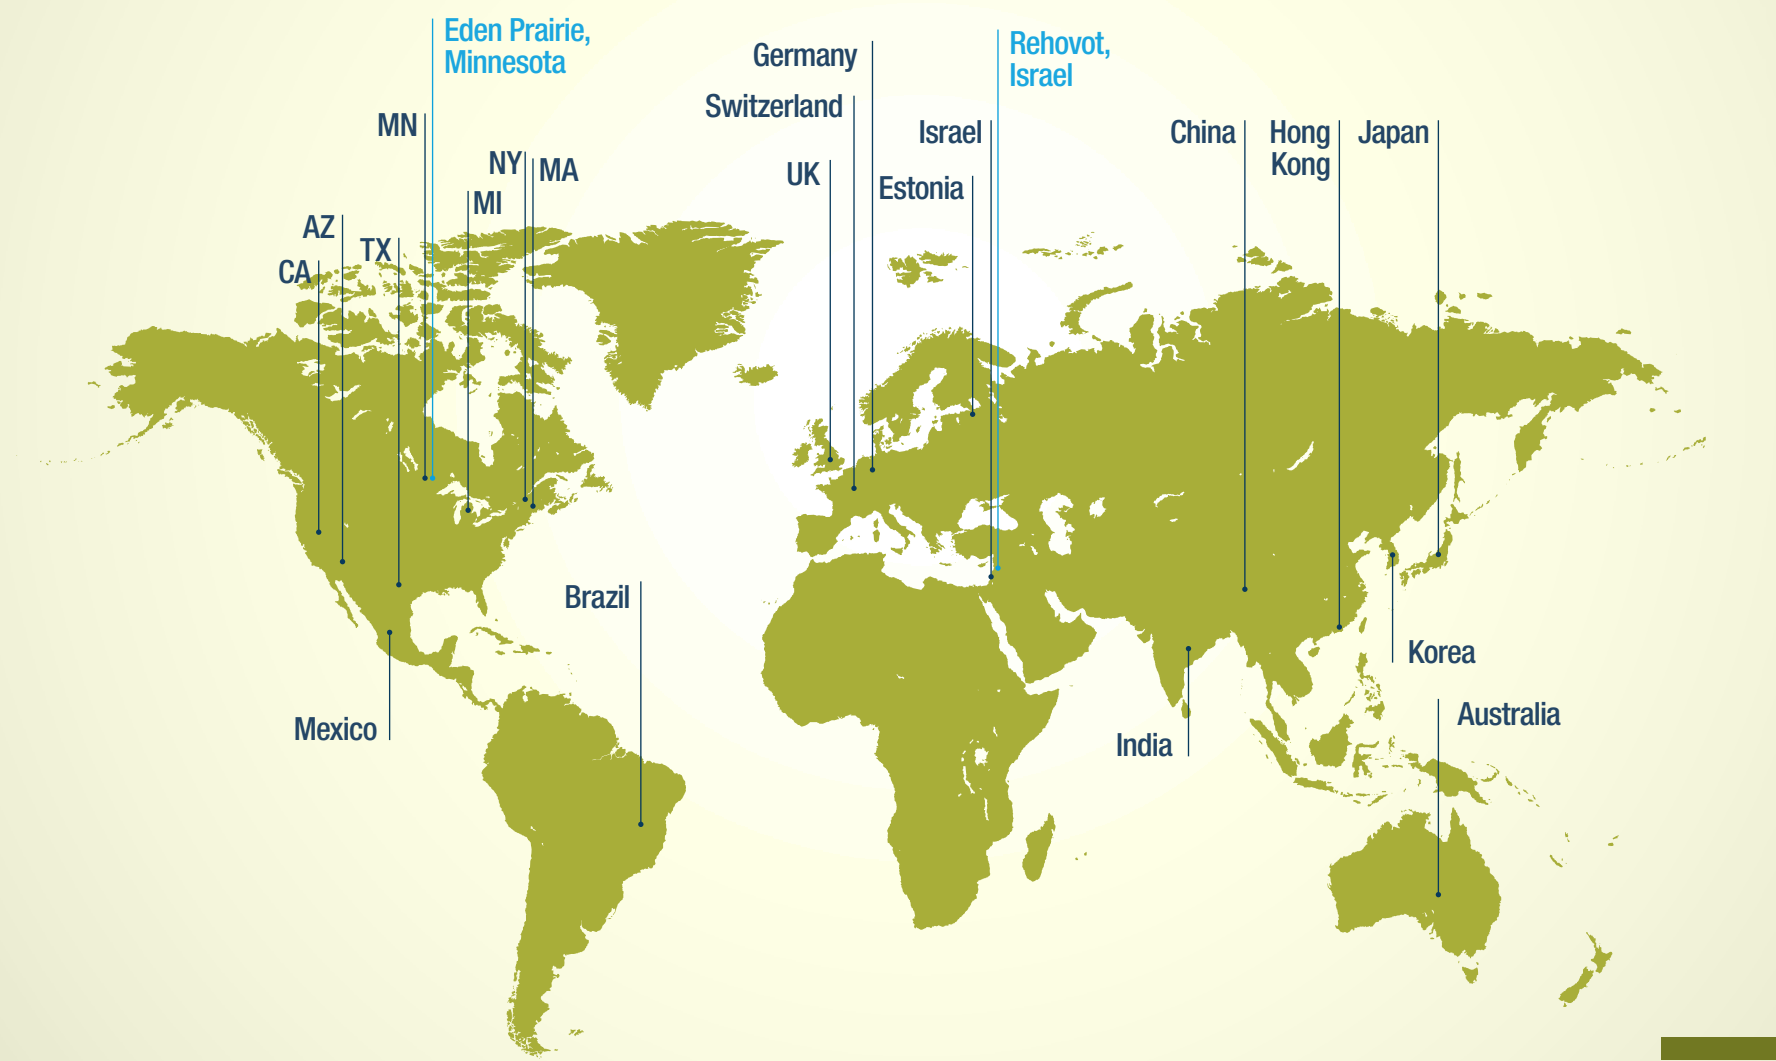 Eden Prairie,
Minnesota
Germany
Rehovot,
Israel
Switzerland
MN
Israel
China
Hong
Kong
Japan
NY
MA
UK
Estonia
MI
AZ
TX
CA
Brazil
Korea
Mexico
Australia
India